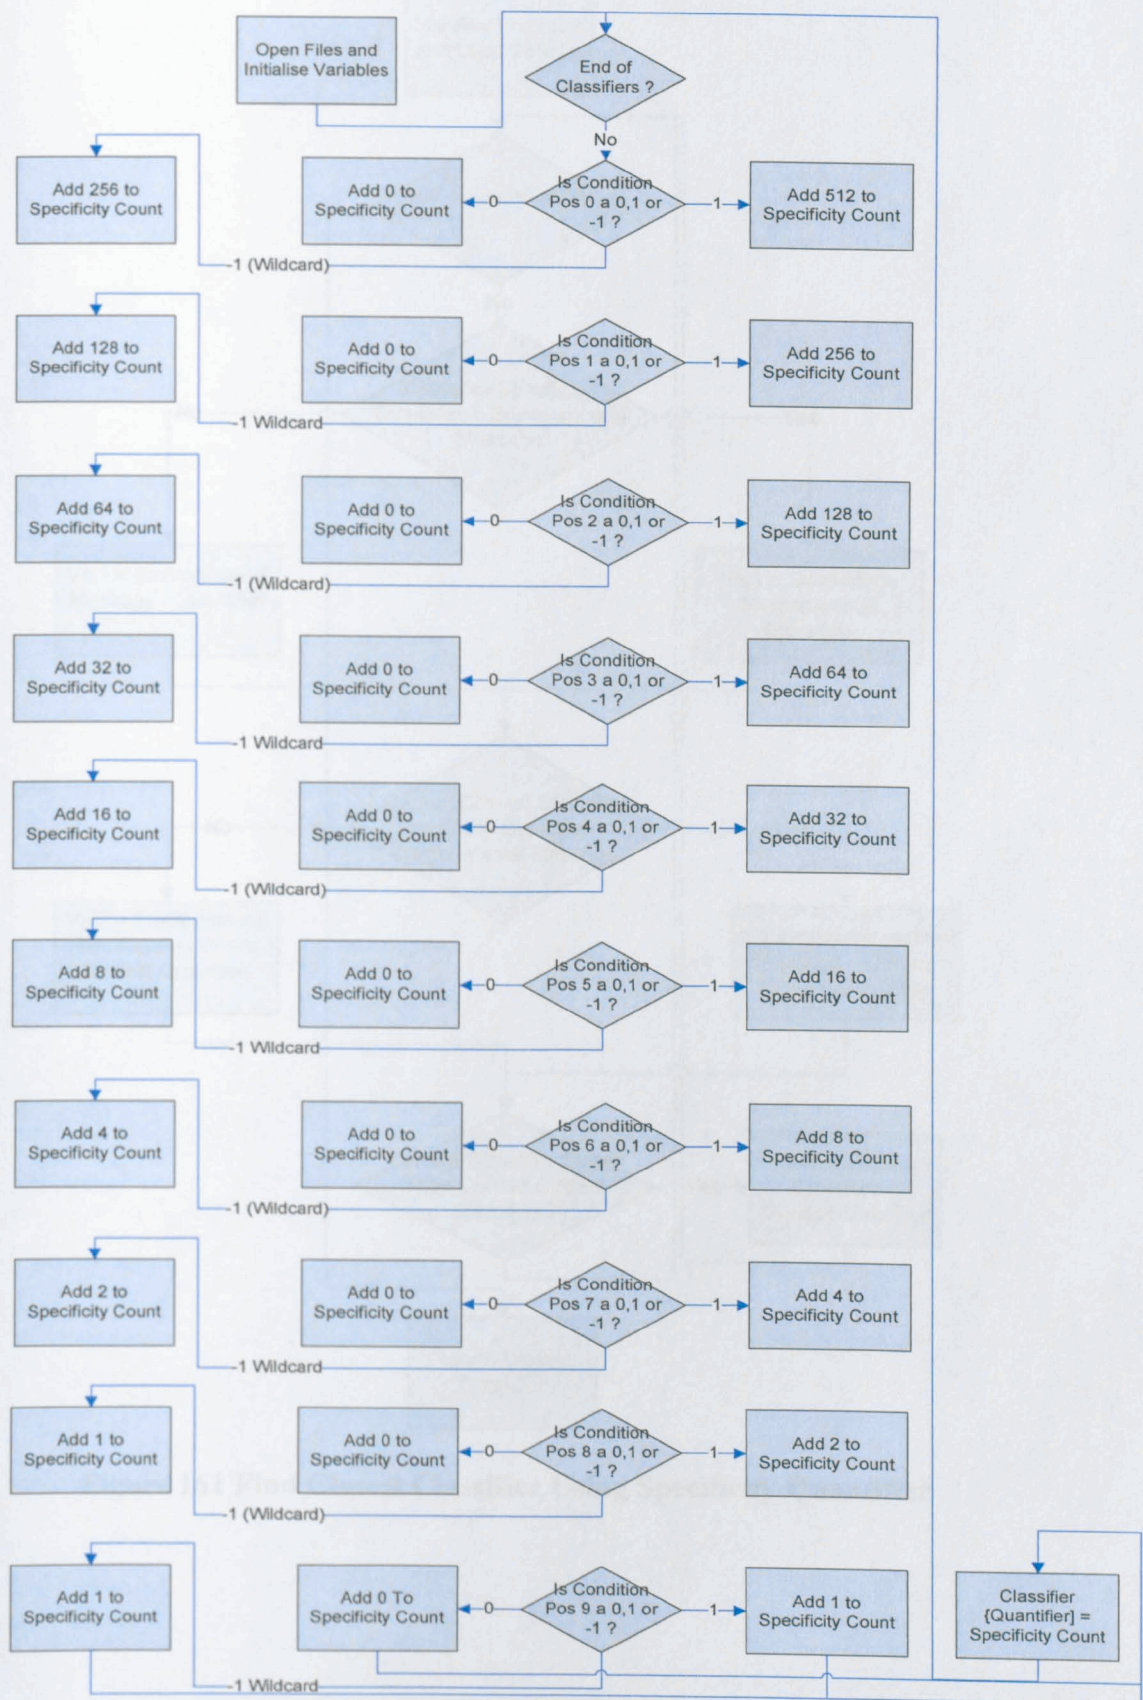 Open Files and
Initialise Variables
End of
Classifiers ?
No
Add 256 to
Specificity Count
Add 0 to
Specificity Count
0
Is Condition
Pos 0 a 0,1 or
-1 ?
1
Add 512 to
Specificity Count
-1 (Wildcard)
Add 128 to
Specificity Count
Add 0 to
Specificity Count
0
Is Condition
Pos 1 a 0,1 or
-1 ?
1
Add 256 to
Specificity Count
-1 Wildcard
Add 64 to
Specificity Count
Add 0 to
Specificity Count
0
Is Condition
Pos 2 a 0,1 or
-1 ?
1
Add 128 to
Specificity Count
-1 (Wildcard)
Add 32 to
Specificity Count
Add 0 to
Specificity Count
0
Is Condition
Pos 3 a 0,1 or
-1 ?
1
Add 64 to
Specificity Count
-1 Wildcard
Add 16 to
Specificity Count
Add 0 to
Specificity Count
0
Is Condition
Pos 4 a 0,1 or
-1 ?
1
Add 32 to
Specificity Count
-1 (Wildcard)
Add 8 to
Specificity Count
Add 0 to
Specificity Count
0
Is Condition
Pos 5 a 0,1 or
-1 ?
1
Add 16 to
Specificity Count
-1 Wildcard
Add 4 to
Specificity Count
Add 0 to
Specificity Count
0
Is Condition
Pos 6 a 0,1 or
-1 ?
1
Add 8 to
Specificity Count
-1 (Wildcard)
Add 2 to
Specificity Count
Add 0 to
Specificity Count
0
Is Condition
Pos 7 a 0,1 or
-1 ?
1
Add 4 to
Specificity Count
-1 Wildcard
Add 1 to
Specificity Count
Add 0 to
Specificity Count
0
Is Condition
Pos 8 a 0,1 or
-1 ?
1
Add 2 to
Specificity Count
-1 (Wildcard)
Add 1 to
Specificity Count
Add 0 To
Specificity Count
0
Is Condition
Pos 9 a 0,1 or
-1 ?
1
Add 1 to
Specificity Count
Classifier
{Quantifier] =
Specificity Count
-1 Wildcard